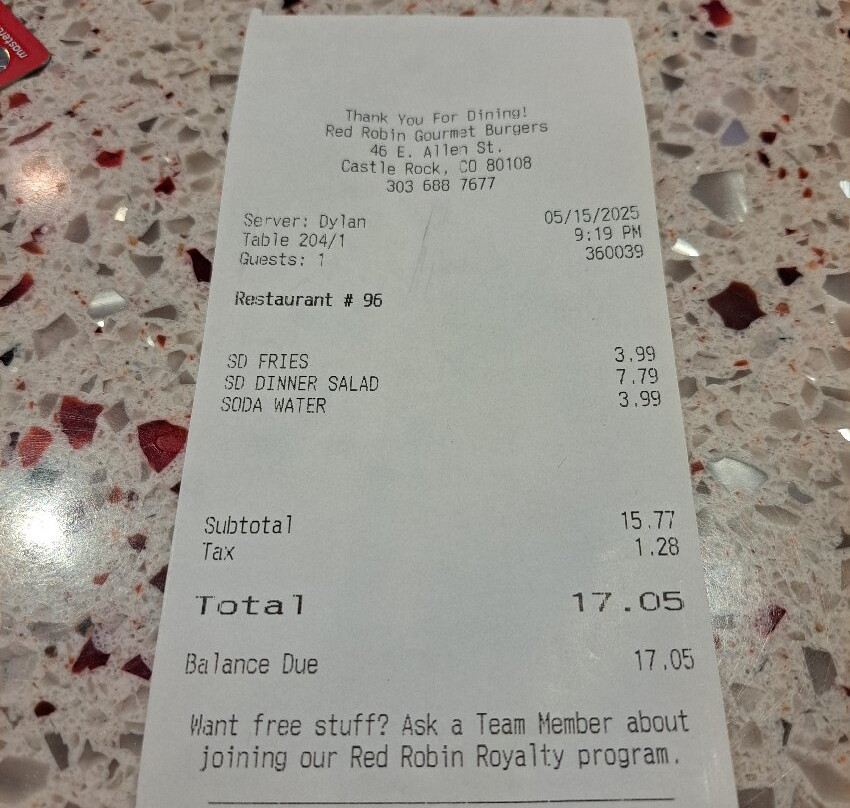 Thank You For Dining!
Red Robin Gourmet Burgers
46 E. Allen St.
Castle Rock, CO 80108
303 688 7677
Server: Dylan 05/15/2025
Table 204/1 9:19 PM
Guests: 1 360039
Restaurant # 96
SD FRIES 3.99
SD DINNER SALAD 7.79
SODA WATER 3.99
Subtotal 15.77
Tax 1.28
Total 17.05
Balance Due 17.05
Want free stuff? Ask a Team Member about
joining our Red Robin Royalty program.